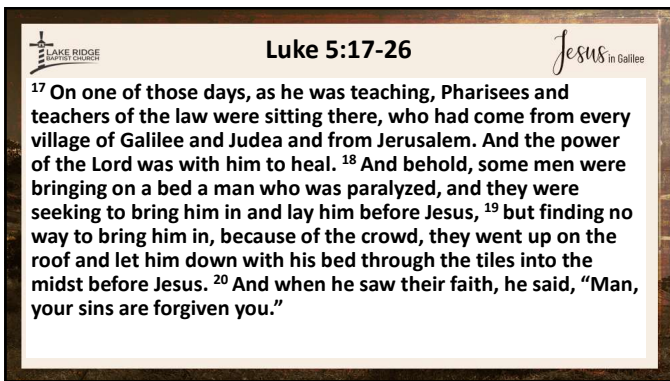 LAKE RIDGE
BAPTIST CHURCH
Luke 5:17-26
Jesus in Galilee
17 On one of those days, as he was teaching, Pharisees and
teachers of the law were sitting there, who had come from every
village of Galilee and Judea and from Jerusalem. And the power
of the Lord was with him to heal. 18 And behold, some men were
bringing on a bed a man who was paralyzed, and they were
seeking to bring him in and lay him before Jesus, 19 but finding no
way to bring him in, because of the crowd, they went up on the
roof and let him down with his bed through the tiles into the
midst before Jesus. 20 And when he saw their faith, he said, “Man,
your sins are forgiven you.”